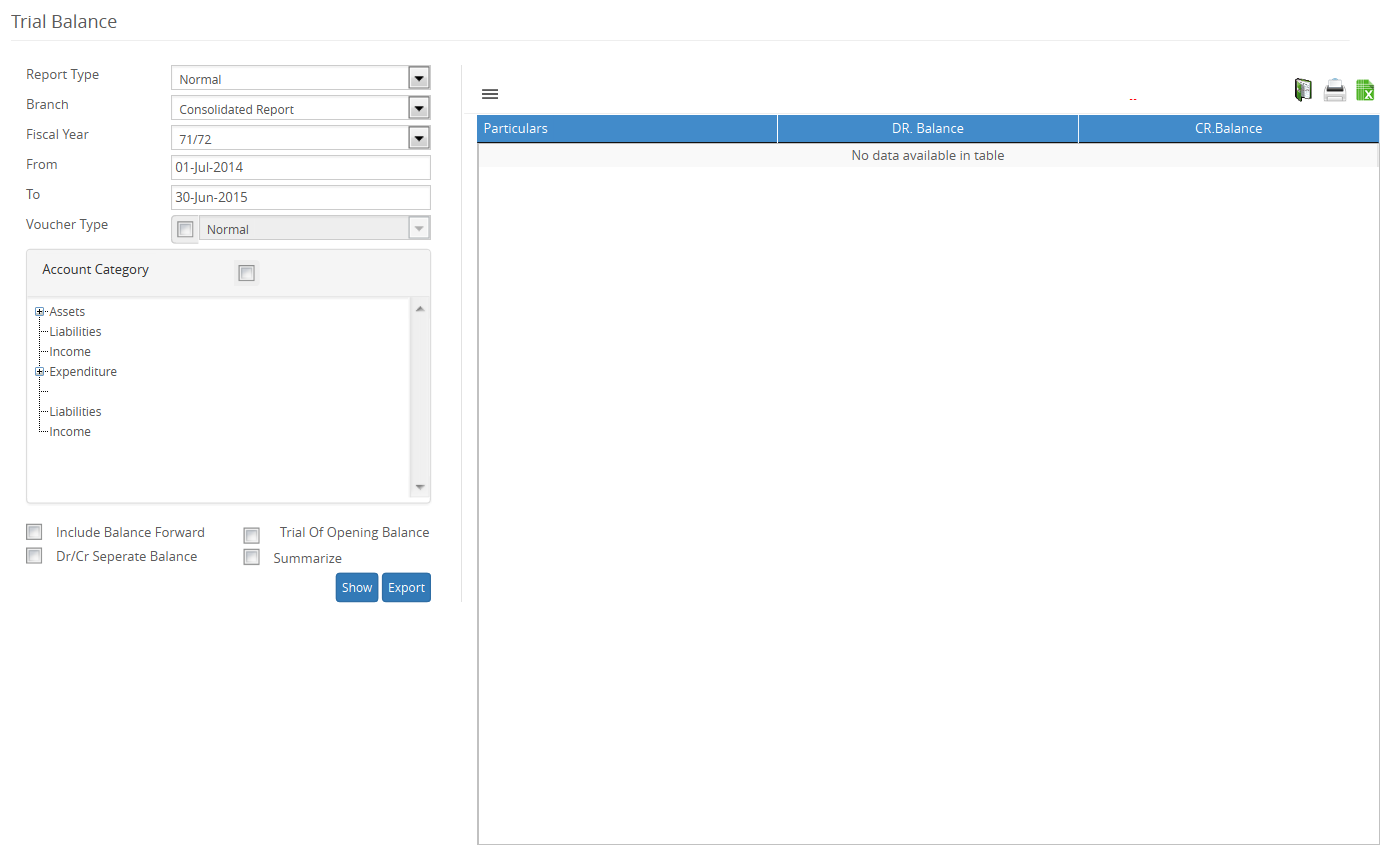 Trial Balance
Report Type Normal
Branch Consolidated Report
Fiscal Year 71/72
From 01-Jul-2014
To 30-Jun-2015
Voucher Type Normal
Account Category
Assets
Liabilities
Income
Expenditure
Liabilities
Income
Include Balance Forward Trial Of Opening Balance
Dr/Cr Seperate Balance Summarize
Show Export
--
Particulars DR. Balance CR.Balance
No data available in table